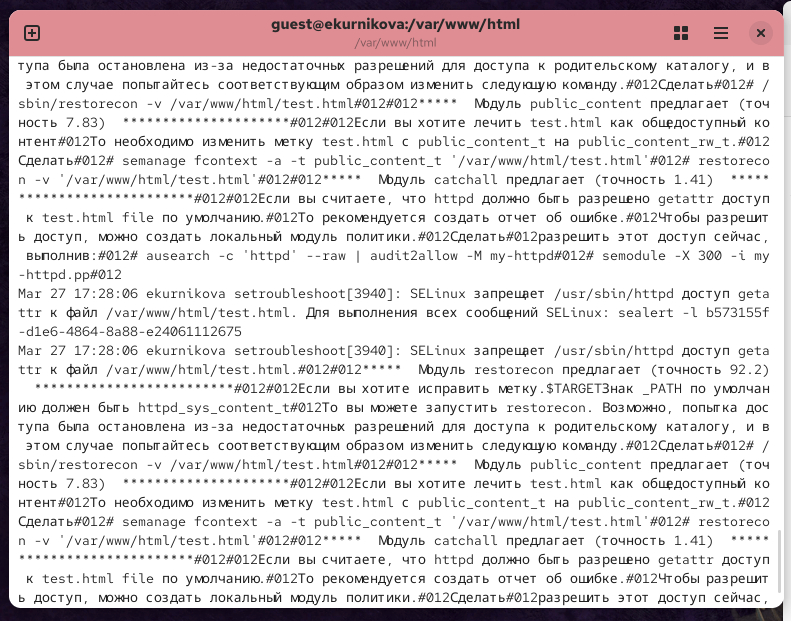 guest@ekurnikova:/var/www/html
/var/www/html
тупа была остановлена из-за недостаточных разрешений для доступа к родительскому каталогу, и в
этом случае попытайтесь соответствующим образом изменить следующую команду.#012Сделать#012# /
sbin/restorecon -v /var/www/html/test.html#012#012***** Модуль public_content предлагает (точ
ность 7.83) *********************#012#012Если вы хотите лечить test.html как общедоступный ко
нтент#012То необходимо изменить метку test.html с public_content_t на public_content_rw_t.#012
Сделать#012# semanage fcontext -a -t public_content_t '/var/www/html/test.html'#012# restoreco
n -v '/var/www/html/test.html'#012#012***** Модуль catchall предлагает (точность 1.41) *****
*********************#012#012Если вы считаете, что httpd должно быть разрешено getattr доступ
к test.html file по умолчанию.#012То рекомендуется создать отчет об ошибке.#012Чтобы разрешит
ь доступ, можно создать локальный модуль политики.#012Сделать#012разрешить этот доступ сейчас,
выполнив:#012# ausearch -c 'httpd' --raw | audit2allow -M my-httpd#012# semodule -X 300 -i my
-httpd.pp#012
Mar 27 17:28:06 ekurnikova setroubleshoot[3940]: SELinux запрещает /usr/sbin/httpd доступ geta
ttr к файл /var/www/html/test.html. Для выполнения всех сообщений SELinux: sealert -l b573155f
-d1e6-4864-8a88-e24061112675
Mar 27 17:28:06 ekurnikova setroubleshoot[3940]: SELinux запрещает /usr/sbin/httpd доступ geta
ttr к файл /var/www/html/test.html.#012#012***** Модуль restorecon предлагает (точность 92.2)
************************#012#012Если вы хотите исправить метку.$TARGETЗнак _PATH по умолчан
ию должен быть httpd_sys_content_t#012То вы можете запустить restorecon. Возможно, попытка дос
тупа была остановлена из-за недостаточных разрешений для доступа к родительскому каталогу, и в
этом случае попытайтесь соответствующим образом изменить следующую команду.#012Сделать#012# /
sbin/restorecon -v /var/www/html/test.html#012#012***** Модуль public_content предлагает (точ
ность 7.83) *********************#012#012Если вы хотите лечить test.html как общедоступный ко
нтент#012То необходимо изменить метку test.html с public_content_t на public_content_rw_t.#012
Сделать#012# semanage fcontext -a -t public_content_t '/var/www/html/test.html'#012# restoreco
n -v '/var/www/html/test.html'#012#012***** Модуль catchall предлагает (точность 1.41) *****
*********************#012#012Если вы считаете, что httpd должно быть разрешено getattr доступ
к test.html file по умолчанию.#012То рекомендуется создать отчет об ошибке.#012Чтобы разрешит
ь доступ, можно создать локальный модуль политики.#012Сделать#012разрешить этот доступ сейчас,